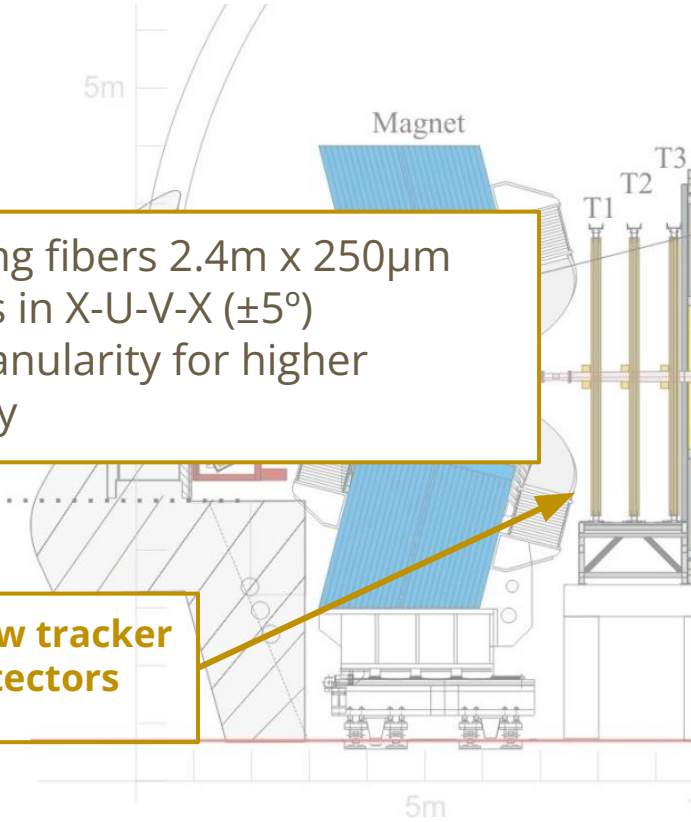 5m
Magnet
T3
T2
T1
ng fibers 2.4m x 250µm
s in X-U-V-X (±5º)
anularity for higher
y
w tracker
tectors
5m